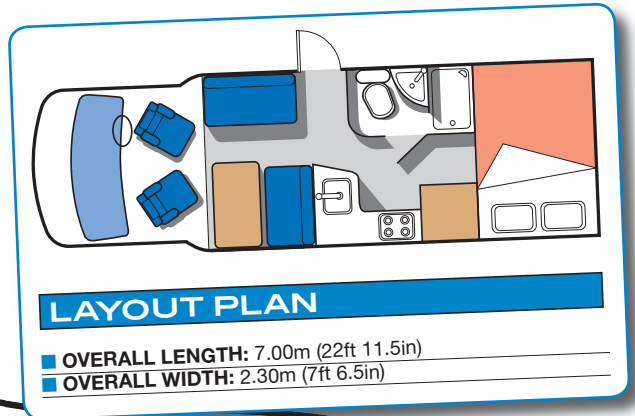 LAYOUT PLAN
OVERALL LENGTH: 7.00m (22ft 11.5in)
OVERALL WIDTH: 2.30m (7ft 6.5in)